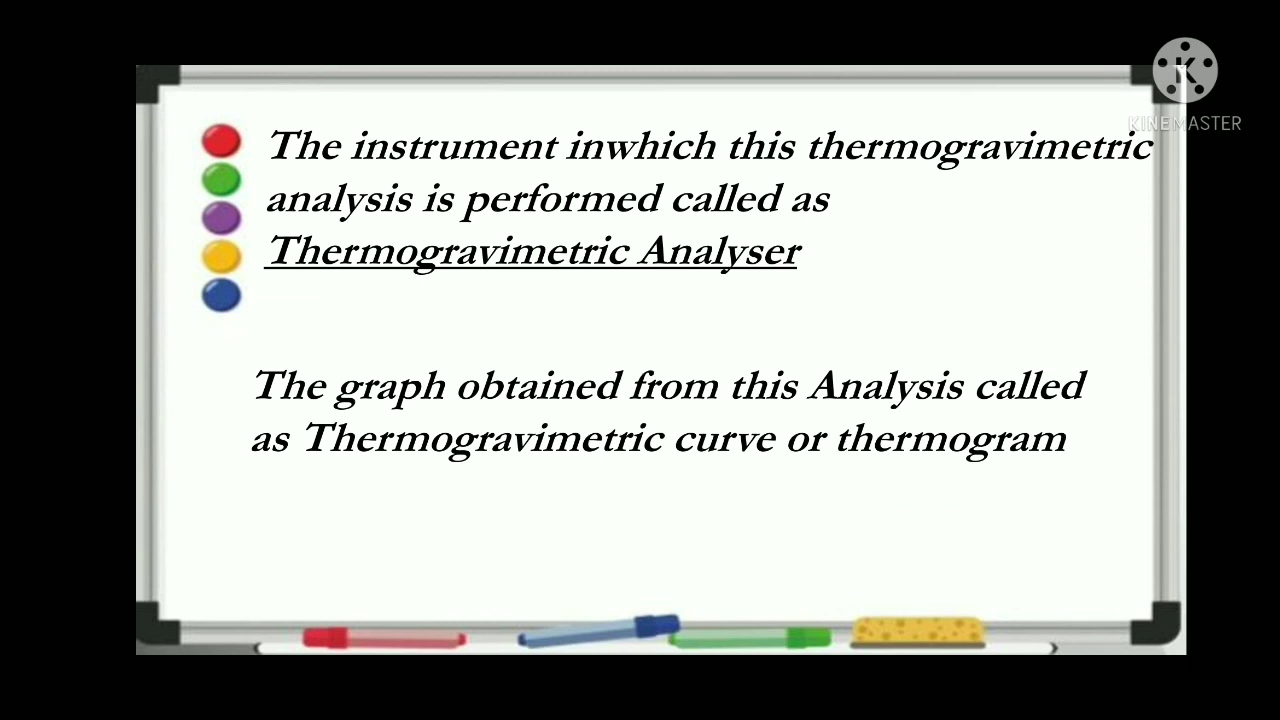 K
KINEMASTER
The instrument inwhich this thermogravimetric
analysis is performed called as
Thermogravimetric Analyser
The graph obtained from this Analysis called
as Thermogravimetric curve or thermogram